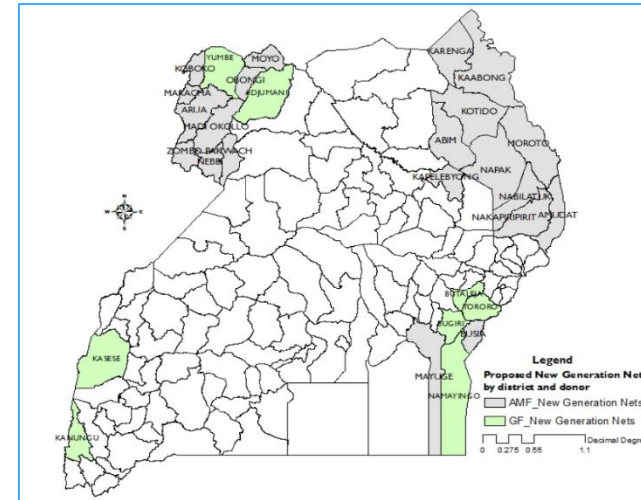 YUMBE
MOYO
KOBOKO
OBONGI
ADJUMANI
MARACHA
ARUA
MADI OKOLLO
ZOMBO
PAKWACH
NEBBI
KARENGA
KAABONG
KOTIDO
MOROTO
ABIM
NAPAK
KAPELEBYONG
NABILATUK
NAKAPIRIPIRIT
AMUDAT
N
W
E
S
BUTALEJA
TORORO
BUGIRI
BUSIA
KASESE
MAYUGE
NAMAYINGO
KANUNGU
Legend
Proposed New Generation Net
by district and donor
AMF_New Generation Nets
GF_New Generation Nets
Decimal Degre
0 0.275 0.55 1.1